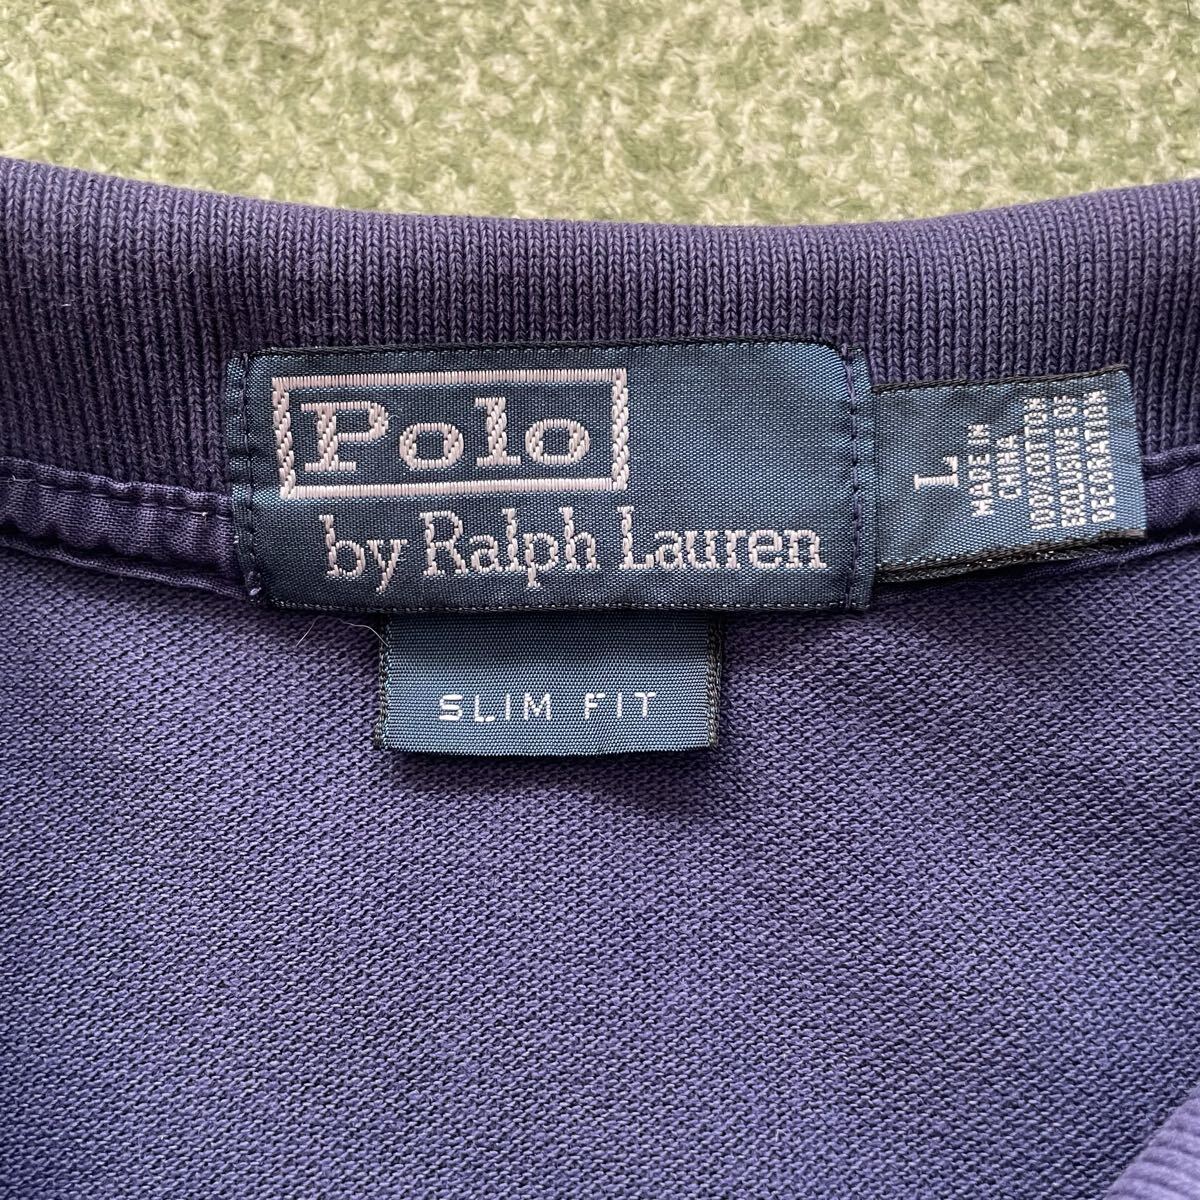 Polo
by Ralph Lauren
SLIM FIT
L
MADE IN
CHINA
100% COTTON
EXCLUSIVE OF
DECORATION